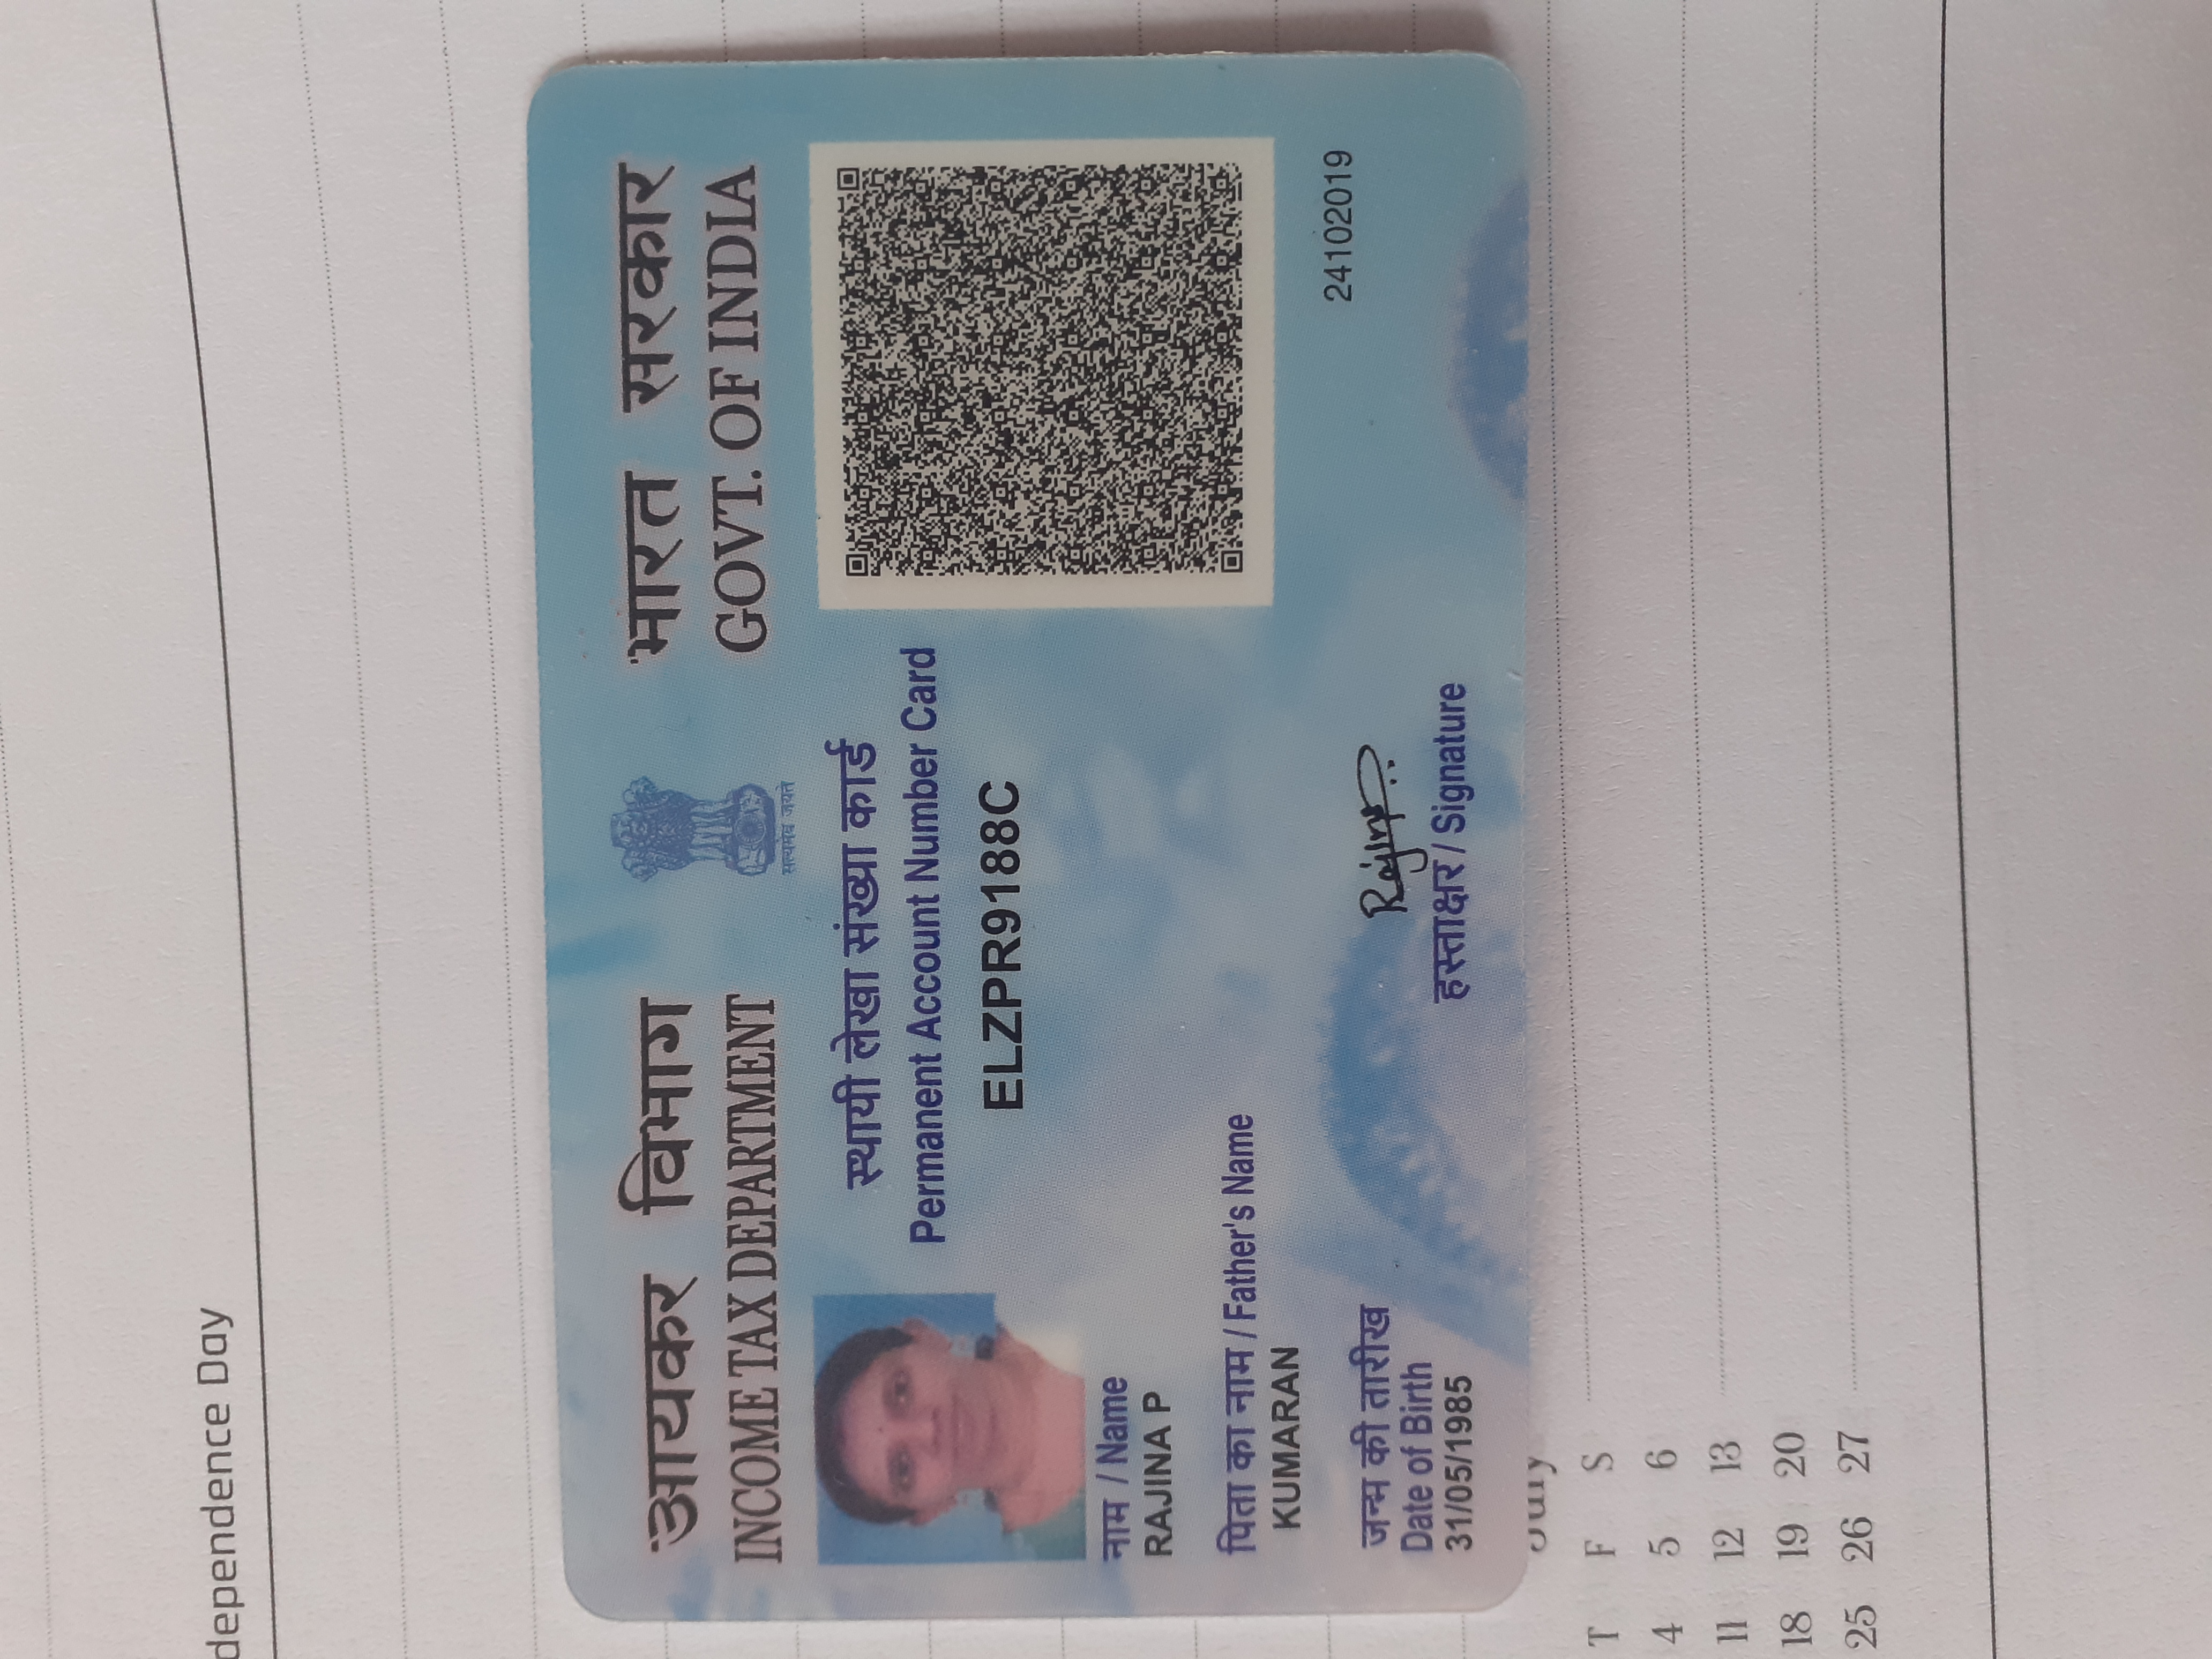 dependence Day
आयकर विभाग
INCOME TAX DEPARTMENT
सत्यमेव जयते
भारत सरकार
GOVT. OF INDIA
स्थायी लेखा संख्या कार्ड
Permanent Account Number Card
ELZPR9188C
नाम / Name
RAJINA P
पिता का नाम / Father's Name
KUMARAN
जन्म की तारीख
Date of Birth
31/05/1985
24102019
हस्ताक्षर / Signature
July
T F S
4 5 6
11 12 13
18 19 20
25 26 27